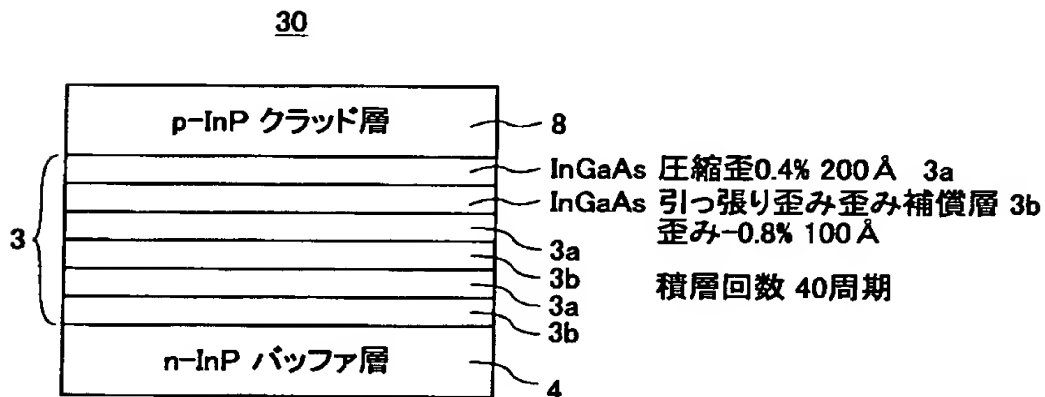 30
p-InP クラッド層
8
InGaAs 圧縮歪0.4% 200Å 3a
InGaAs 引っ張り歪み歪み補償層 3b
歪み-0.8% 100Å
3
3a
3b
積層回数 40周期
3a
3b
n-InP バッファ層
4